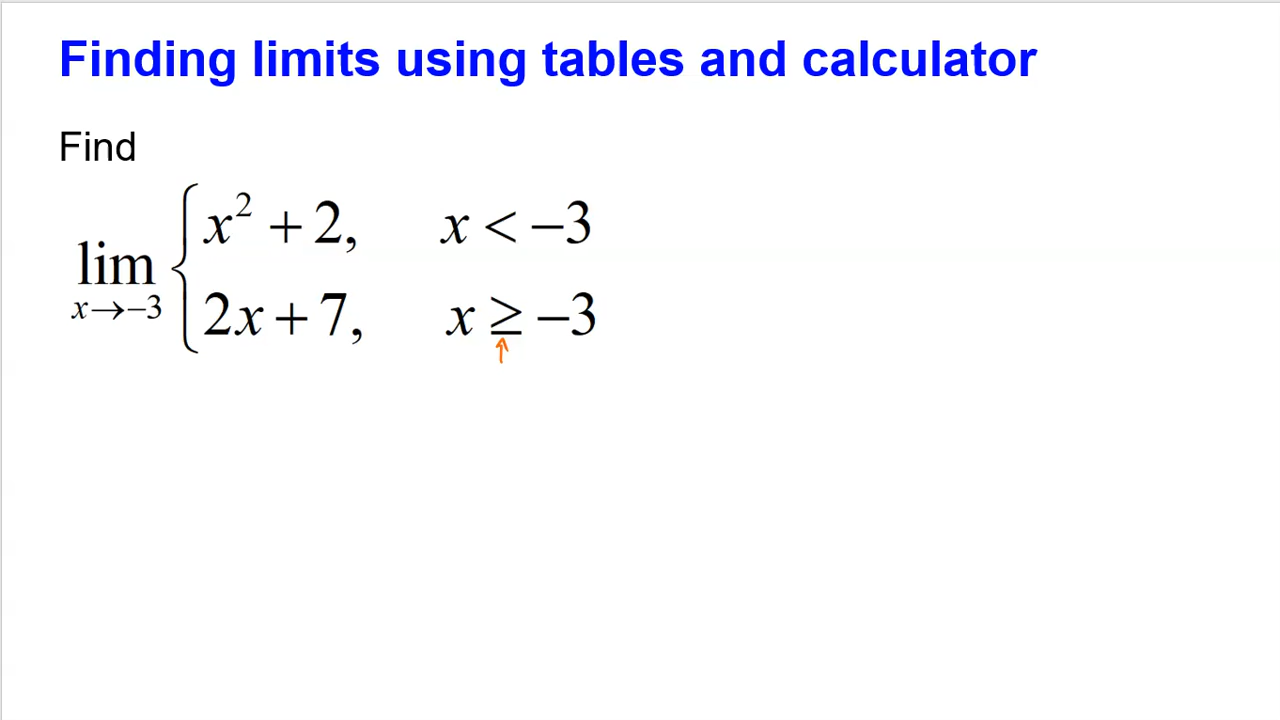 Finding limits using tables and calculator
Find
lim x→−3 { x² + 2, x < −3
2x + 7, x ≥ −3